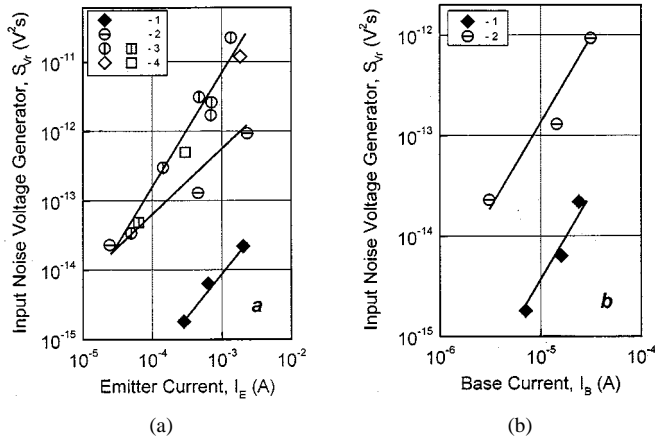 Input Noise Voltage Generator, S_Vr (V²s)
10⁻¹¹
10⁻¹²
10⁻¹³
10⁻¹⁴
10⁻¹⁵
- 1
- 2
- 3
- 4
a
10⁻⁵ 10⁻⁴ 10⁻³ 10⁻²
Emitter Current, I_E (A)
(a)
Input Noise Voltage Generator, S_Vr (V²s)
10⁻¹²
10⁻¹³
10⁻¹⁴
10⁻¹⁵
- 1
- 2
b
10⁻⁶ 10⁻⁵ 10⁻⁴
Base Current, I_B (A)
(b)